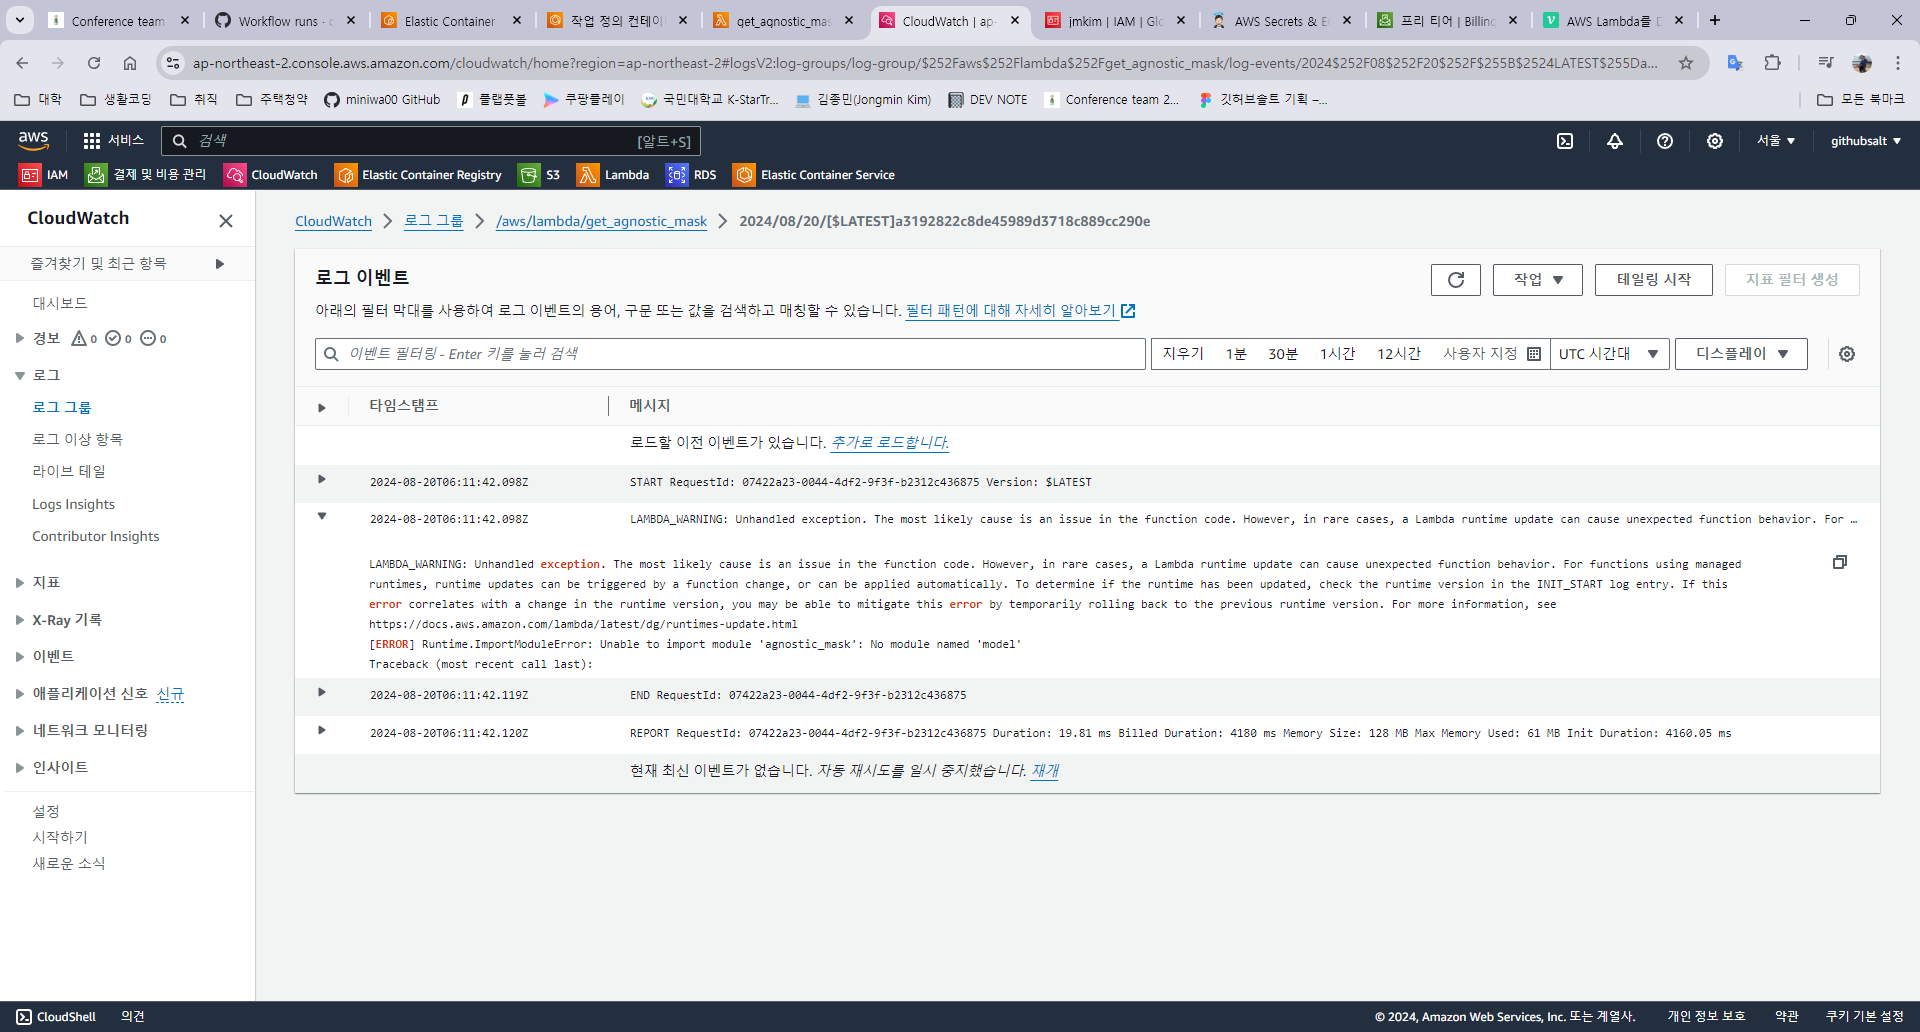 Conference team
Workflow runs · c
Elastic Container
작업 정의 컨테이너
get_agnostic_mas
CloudWatch | ap-
jmkim | IAM | Glo
AWS Secrets & E
프리 티어 | Billing
AWS Lambda를 D
ap-northeast-2.console.aws.amazon.com/cloudwatch/home?region=ap-northeast-2#logsV2:log-groups/log-group/$252Faws$252Flambda$252Fget_agnostic_mask/log-events/2024$252F08$252F20$252F$255B$2524LATEST$255Da...
대학
생활코딩
취직
주택청약
miniwa00 GitHub
플랩풋볼
쿠팡플레이
국민대학교 K-StarTr...
김종민(Jongmin Kim)
DEV NOTE
Conference team 2...
깃허브솔트 기획 –...
모든 북마크
aws
서비스
검색
[알트+S]
서울
githubsalt
IAM
결제 및 비용 관리
CloudWatch
Elastic Container Registry
S3
Lambda
RDS
Elastic Container Service
CloudWatch
즐겨찾기 및 최근 항목
대시보드
경보 0 0 0
로그
로그 그룹
로그 이상 항목
라이브 테일
Logs Insights
Contributor Insights
지표
X-Ray 기록
이벤트
애플리케이션 신호 신규
네트워크 모니터링
인사이트
설정
시작하기
새로운 소식
CloudWatch
로그 그룹
/aws/lambda/get_agnostic_mask
2024/08/20/[$LATEST]a3192822c8de45989d3718c889cc290e
로그 이벤트
작업
테일링 시작
지표 필터 생성
아래의 필터 막대를 사용하여 로그 이벤트의 용어, 구문 또는 값을 검색하고 매칭할 수 있습니다. 필터 패턴에 대해 자세히 알아보기
이벤트 필터링 - Enter 키를 눌러 검색
지우기
1분
30분
1시간
12시간
사용자 지정
UTC 시간대
디스플레이
타임스탬프
메시지
로드할 이전 이벤트가 있습니다. 추가로 로드합니다.
2024-08-20T06:11:42.098Z START RequestId: 07422a23-0044-4df2-9f3f-b2312c436875 Version: $LATEST
2024-08-20T06:11:42.098Z LAMBDA_WARNING: Unhandled exception. The most likely cause is an issue in the function code. However, in rare cases, a Lambda runtime update can cause unexpected function behavior. For …
LAMBDA_WARNING: Unhandled exception. The most likely cause is an issue in the function code. However, in rare cases, a Lambda runtime update can cause unexpected function behavior. For functions using managed
runtimes, runtime updates can be triggered by a function change, or can be applied automatically. To determine if the runtime has been updated, check the runtime version in the INIT_START log entry. If this
error correlates with a change in the runtime version, you may be able to mitigate this error by temporarily rolling back to the previous runtime version. For more information, see
https://docs.aws.amazon.com/lambda/latest/dg/runtimes-update.html
[ERROR] Runtime.ImportModuleError: Unable to import module 'agnostic_mask': No module named 'model'
Traceback (most recent call last):
2024-08-20T06:11:42.119Z END RequestId: 07422a23-0044-4df2-9f3f-b2312c436875
2024-08-20T06:11:42.120Z REPORT RequestId: 07422a23-0044-4df2-9f3f-b2312c436875 Duration: 19.81 ms Billed Duration: 4180 ms Memory Size: 128 MB Max Memory Used: 61 MB Init Duration: 4160.05 ms
현재 최신 이벤트가 없습니다. 자동 재시도를 일시 중지했습니다. 재개
CloudShell
의견
© 2024, Amazon Web Services, Inc. 또는 계열사.
개인 정보 보호
약관
쿠키 기본 설정